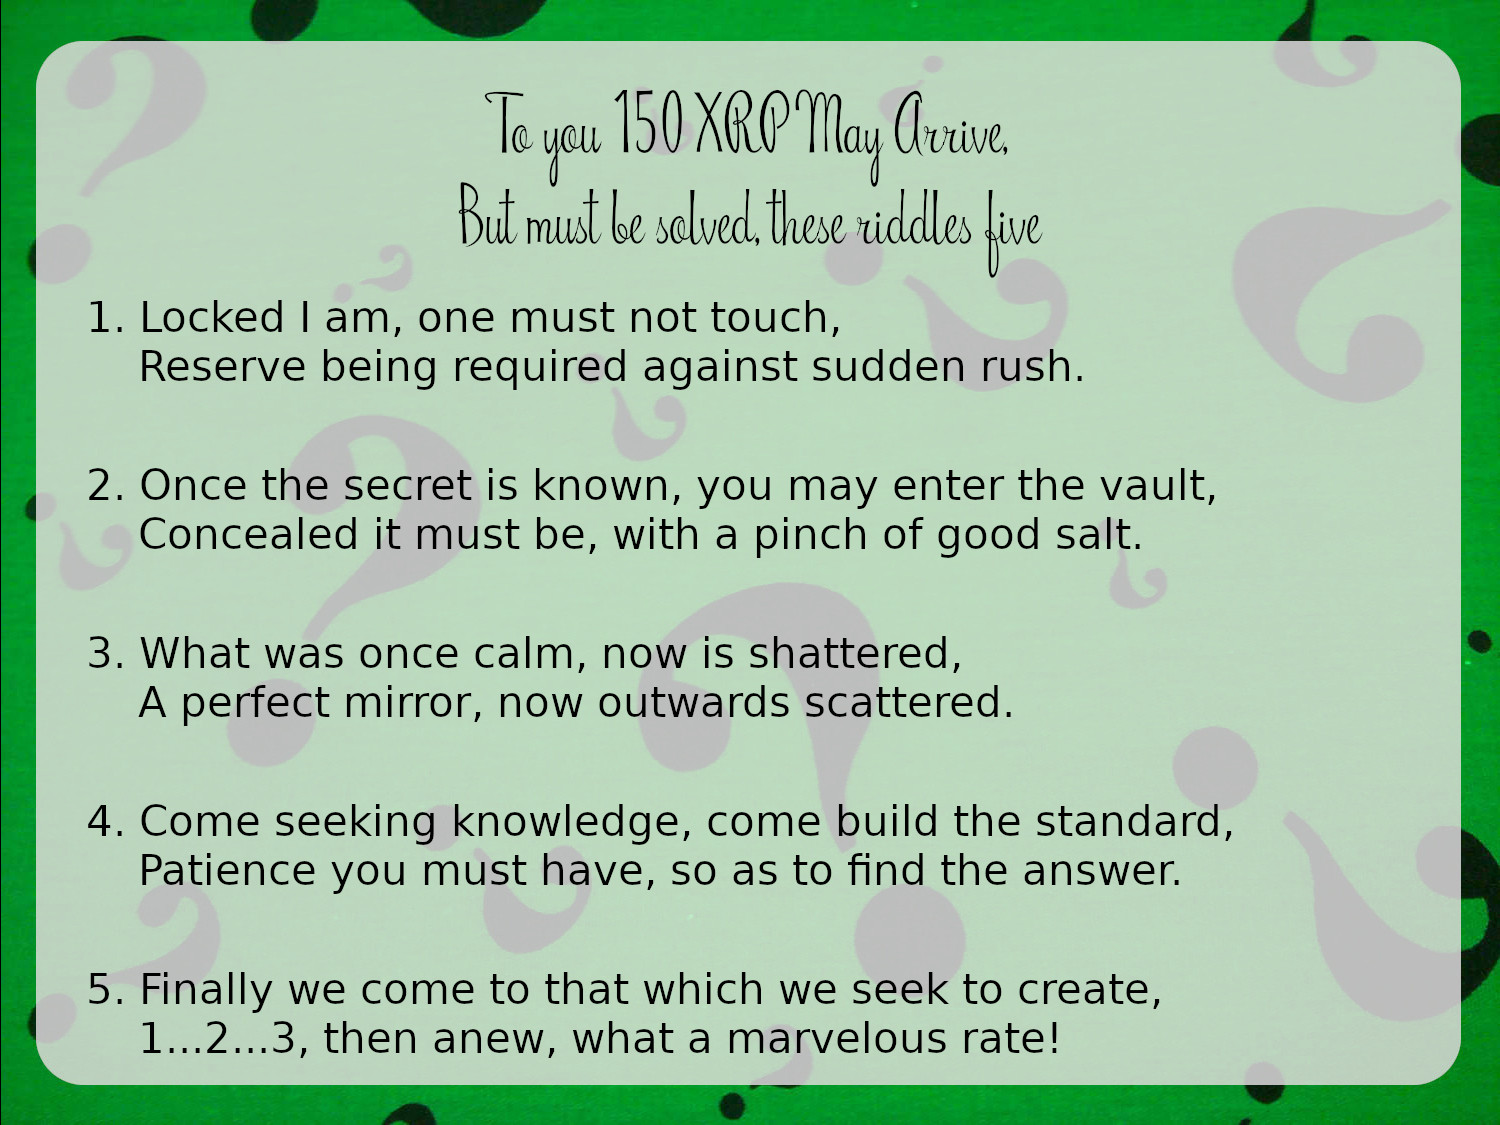 To you 150 XRP May Arrive,
But must be solved, these riddles five
1. Locked I am, one must not touch,
Reserve being required against sudden rush.
2. Once the secret is known, you may enter the vault,
Concealed it must be, with a pinch of good salt.
3. What was once calm, now is shattered,
A perfect mirror, now outwards scattered.
4. Come seeking knowledge, come build the standard,
Patience you must have, so as to find the answer.
5. Finally we come to that which we seek to create,
1...2...3, then anew, what a marvelous rate!